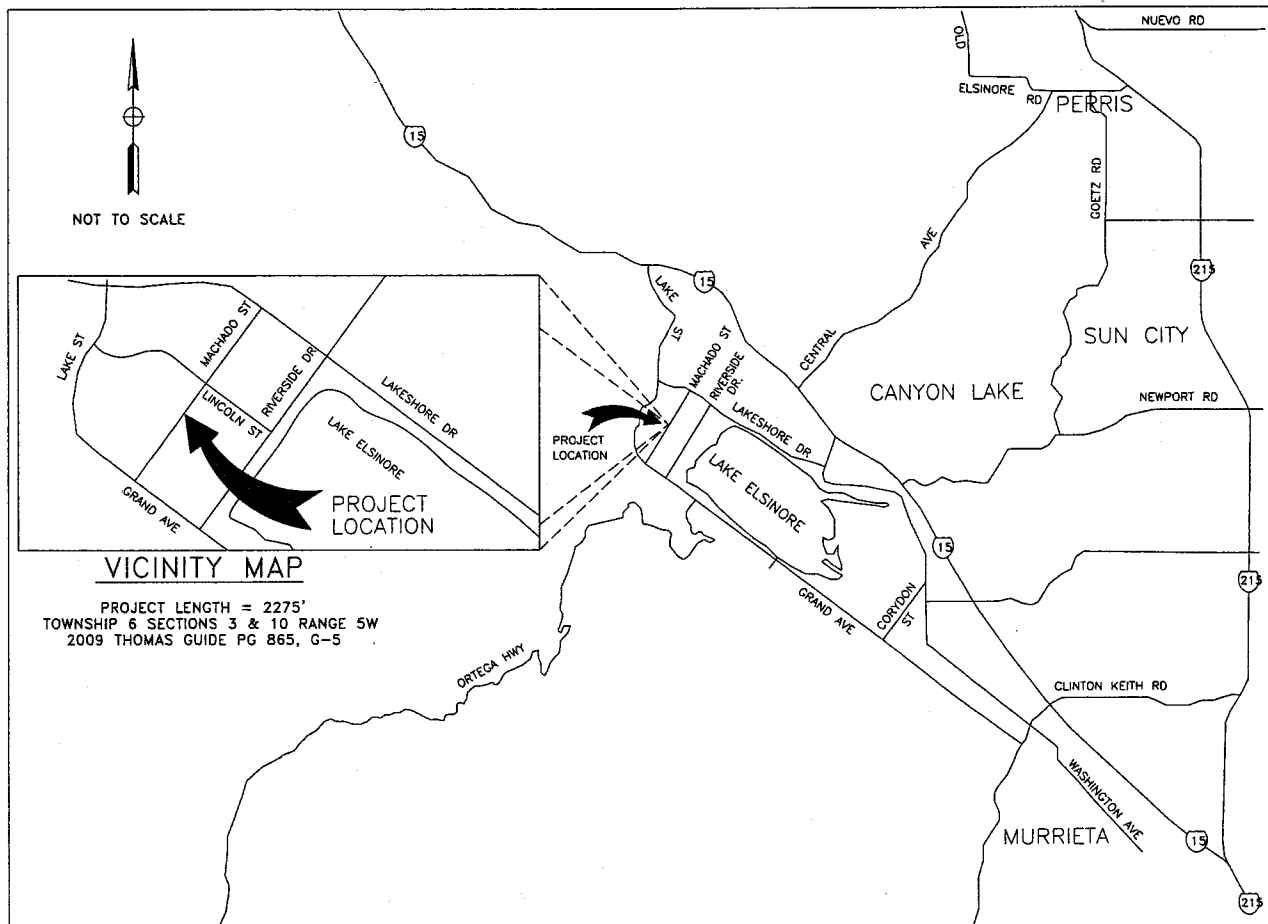 NUEVO RD
OLD
ELSINORE
RD
PERRIS
15
GOETZ RD
NOT TO SCALE
AVE
215
LAKE
ST
15
SUN CITY
MACHADO ST
RIVERSIDE
DR.
CENTRAL
LAKE ST
MACHADO ST
RIVERSIDE DR
LAKESHORE DR
LINCOLN ST
LAKE ELSINORE
GRAND AVE
PROJECT
LOCATION
CANYON LAKE
NEWPORT RD
LAKESHORE DR
PROJECT
LOCATION
LAKE ELSINORE
15
VICINITY MAP
215
PROJECT LENGTH = 2275'
TOWNSHIP 6 SECTIONS 3 & 10 RANGE 5W
2009 THOMAS GUIDE PG 865, G-5
GRAND AVE
CORYDON
ST
ORTEGA HWY
CLINTON KEITH RD
WASHINGTON AVE
MURRIETA
15
215